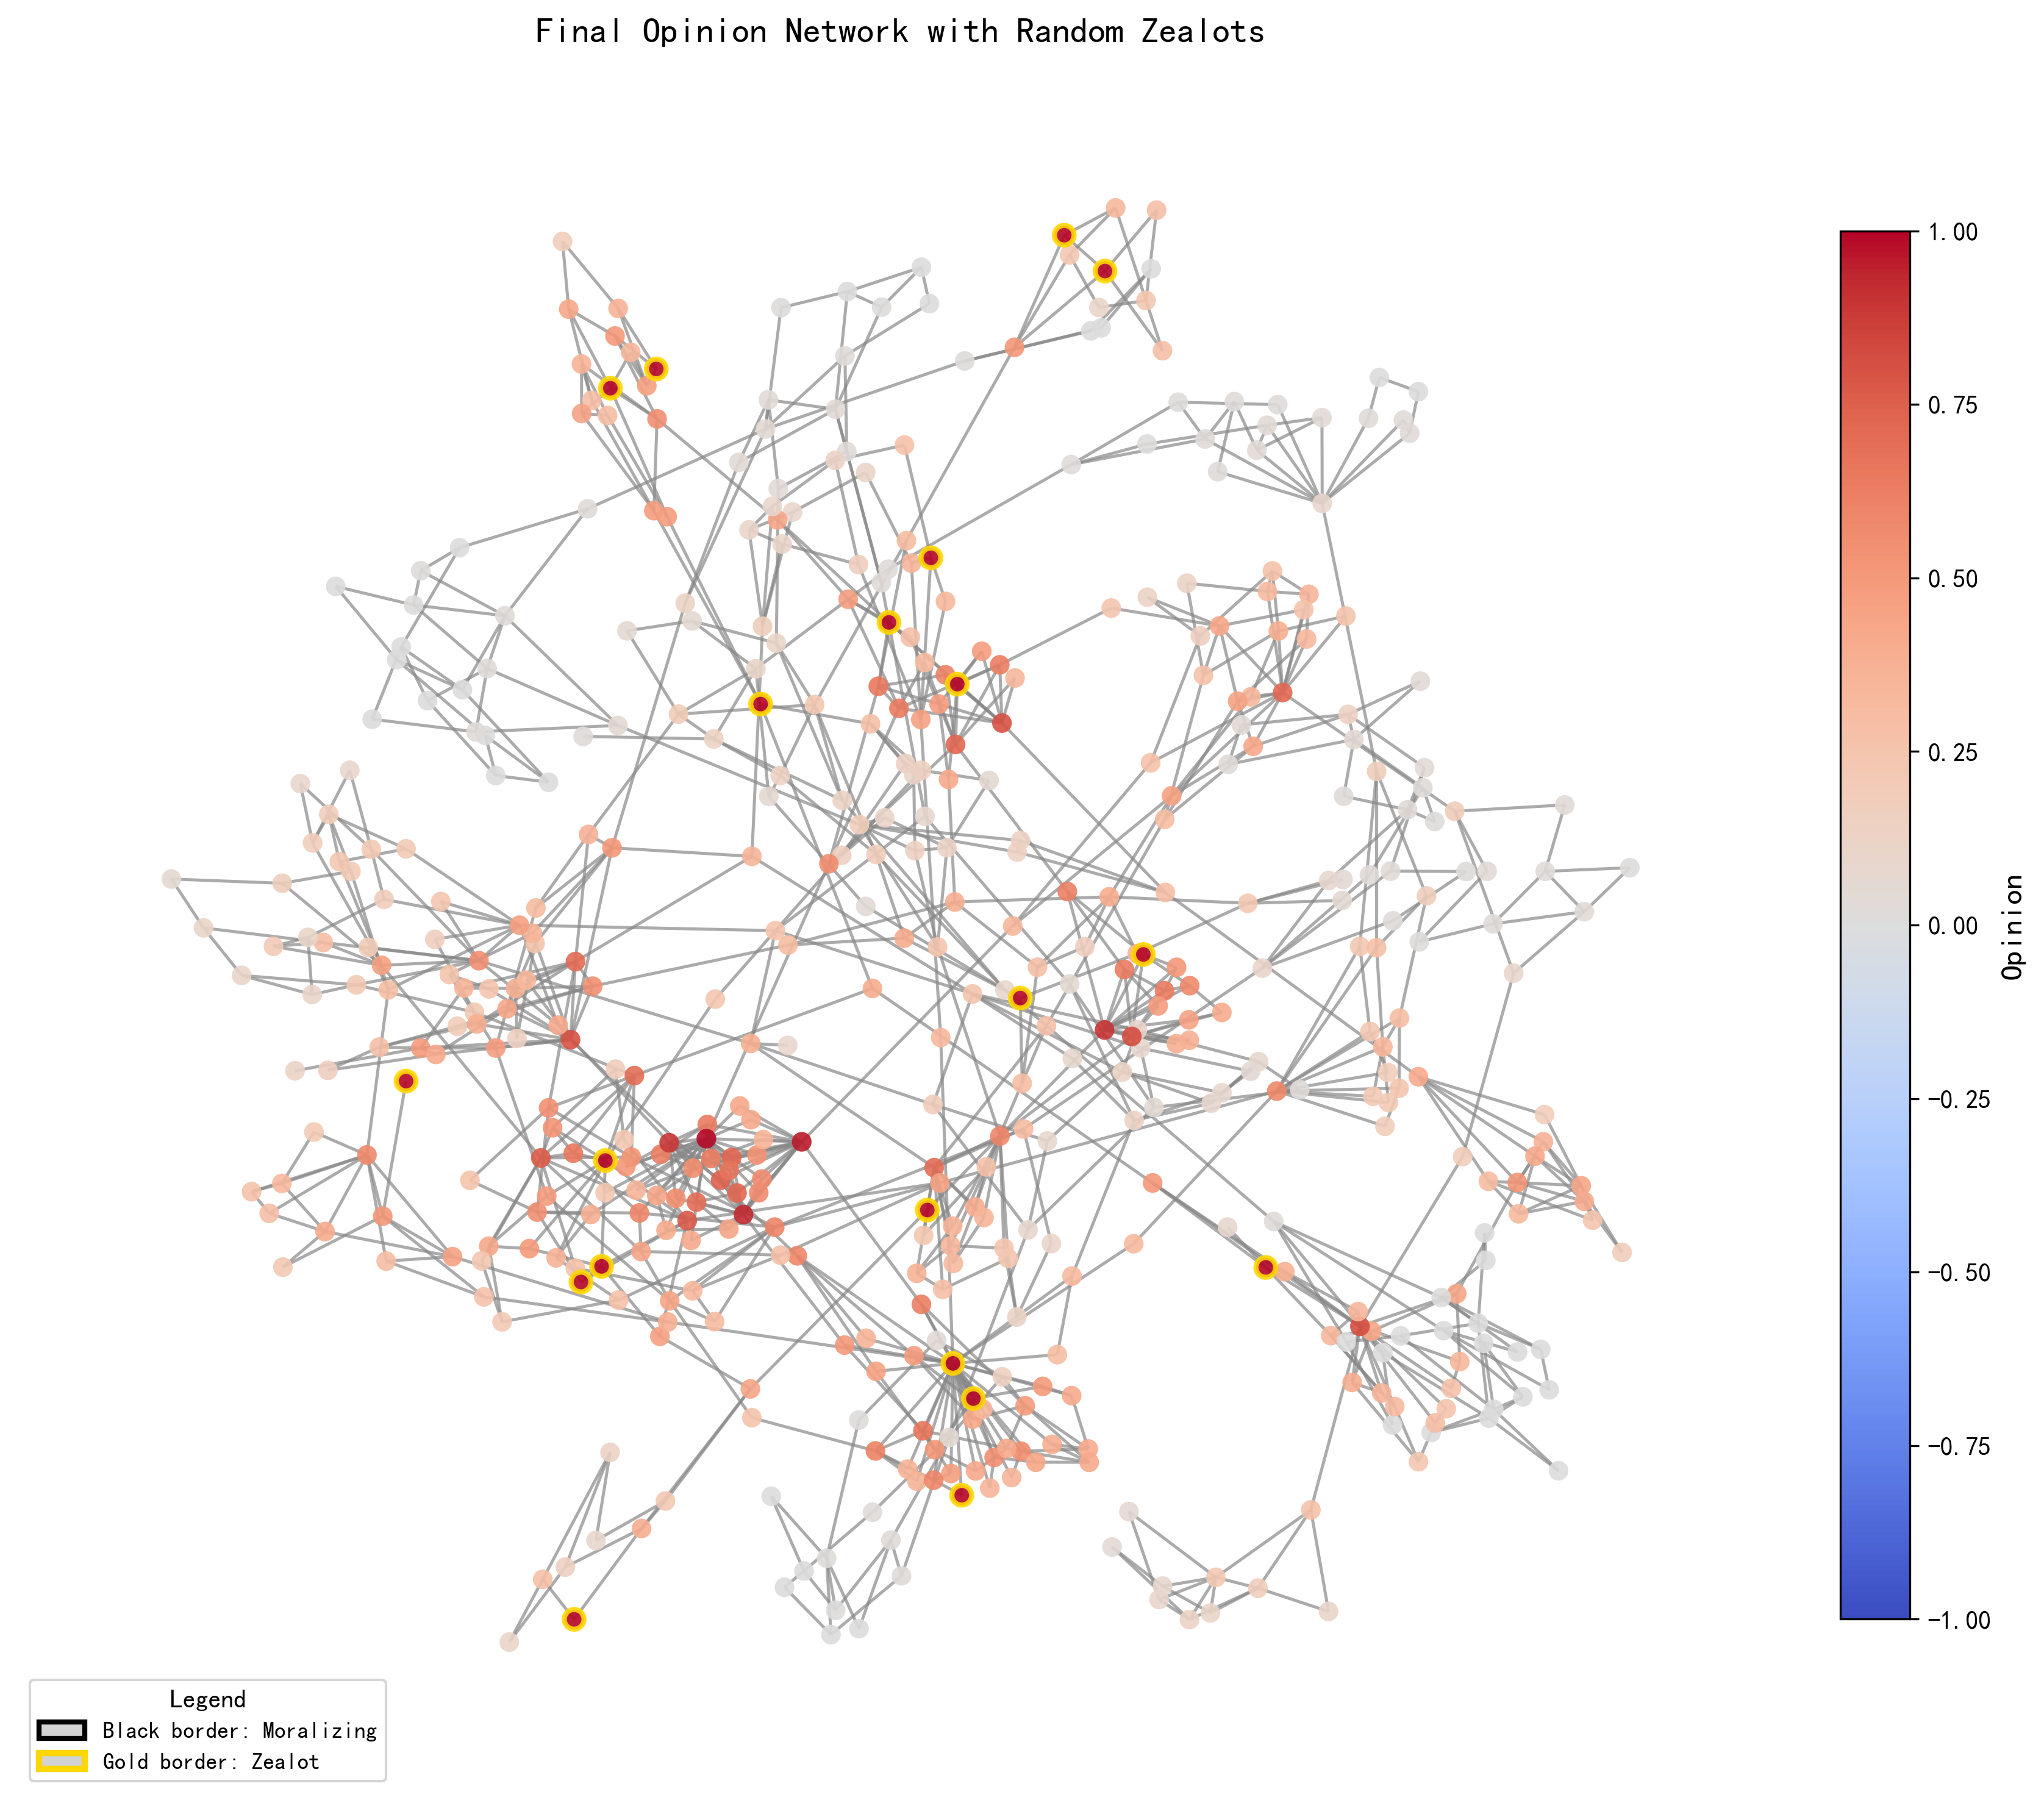 Final Opinion Network with Random Zealots
1.00
0.75
0.50
0.25
0.00
−0.25
−0.50
−0.75
−1.00
Opinion
Legend
Black border: Moralizing
Gold border: Zealot